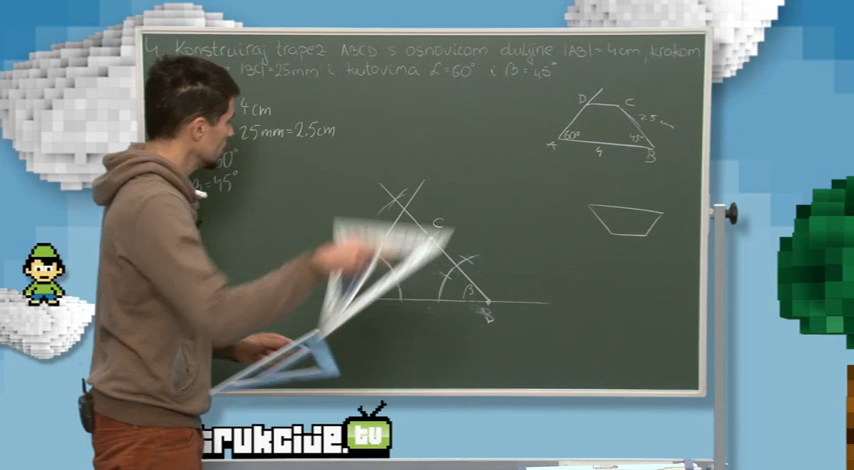 4. Konstruiraj trapez ABCD s osnovicom duljine |AB|=4cm, krakom
|BC|=25mm i kutovima α=60° i β=45°
4cm
25mm=2.5cm
60°
β=45°
D C
2.5cm
60° 45°
A 4 B
C
β
B
trukcije.tv